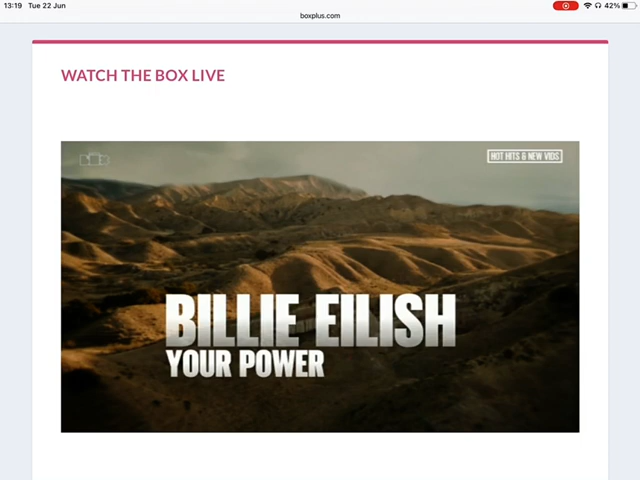 13:19 Tue 22 Jun 42%
boxplus.com
WATCH THE BOX LIVE
HOT HITS & NEW VIDS
BILLIE EILISH
YOUR POWER